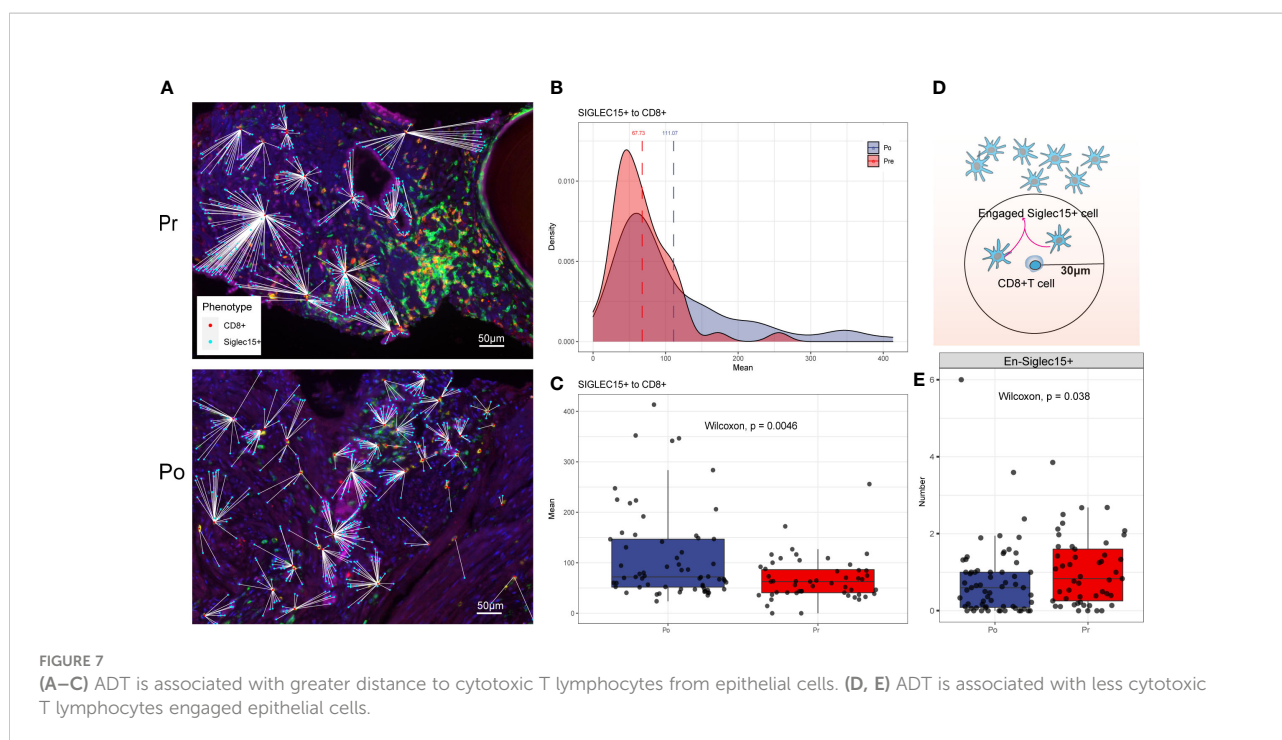 A
Pr
Phenotype
CD8+
Siglec15+
50µm
Po
50µm
B
SIGLEC15+ to CD8+
67.73
111.07
Po
Pre
0.010
0.005
0.000
Density
0
100
200
300
400
Mean
C
SIGLEC15+ to CD8+
Wilcoxon, p = 0.0046
400
300
200
100
0
Mean
Po
Pr
D
Engaged Siglec15+ cell
30µm
CD8+T cell
E
En-Siglec15+
Wilcoxon, p = 0.038
6
4
2
0
Number
Po
Pr
FIGURE 7
(A–C) ADT is associated with greater distance to cytotoxic T lymphocytes from epithelial cells. (D, E) ADT is associated with less cytotoxic
T lymphocytes engaged epithelial cells.